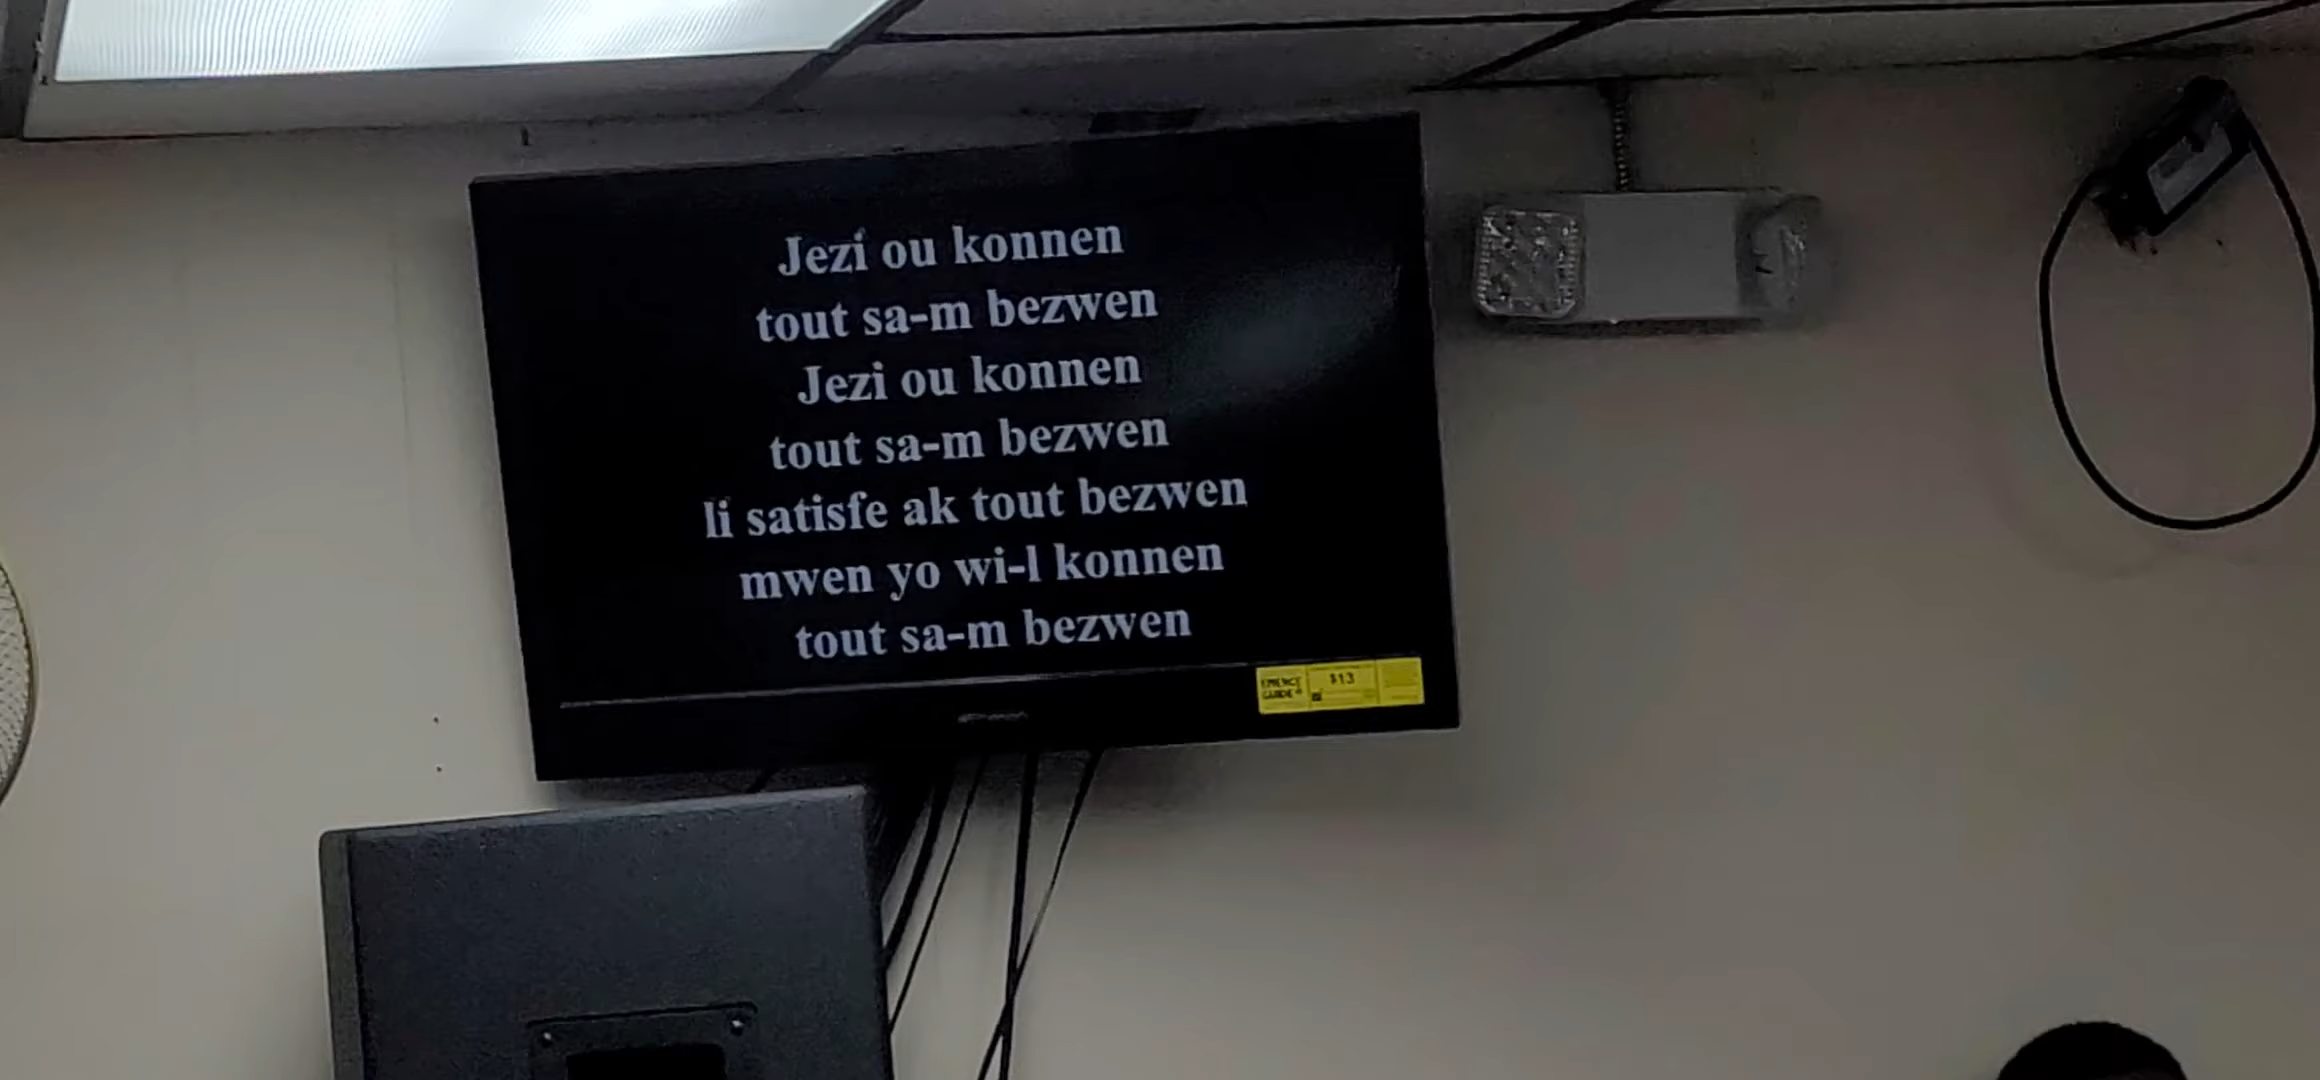 Jezi ou konnen
tout sa-m bezwen
Jezi ou konnen
tout sa-m bezwen
li satisfe ak tout bezwen
mwen yo wi-l konnen
tout sa-m bezwen
$13